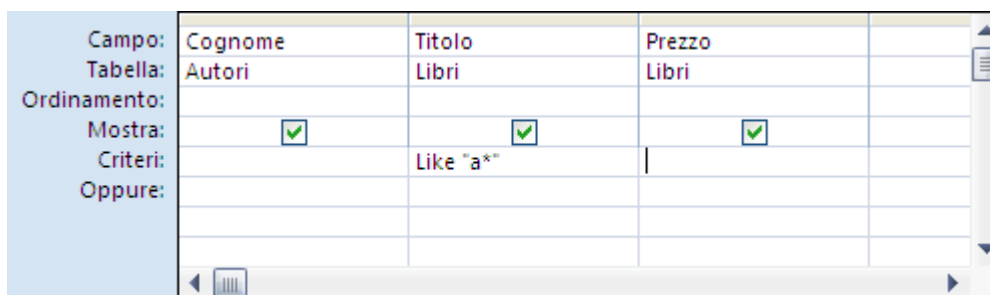 Campo: Cognome Titolo Prezzo
Tabella: Autori Libri Libri
Ordinamento:
Mostra:
Criteri: Like "a*"
Oppure: